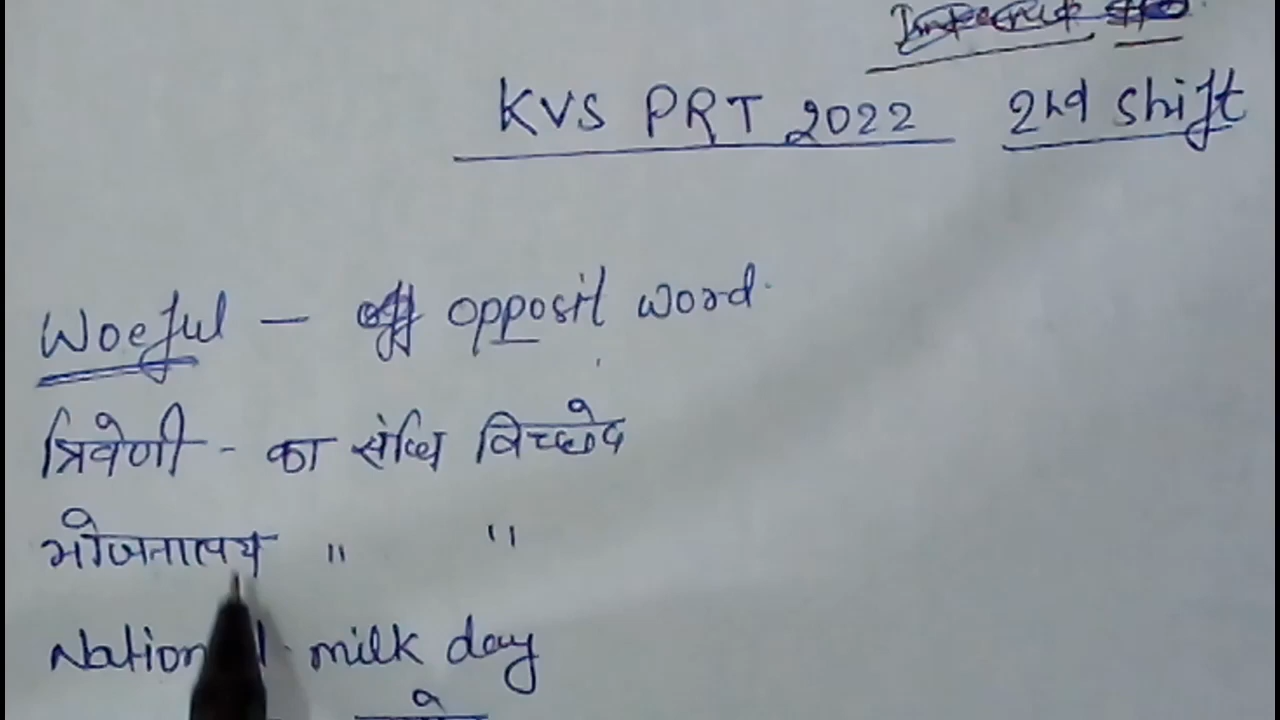 KVS PRT 2022 2nd Shift
Woeful - opposit word.
त्रिवेणी - का संधि विच्छेद
भोजनालय " "
National milk day